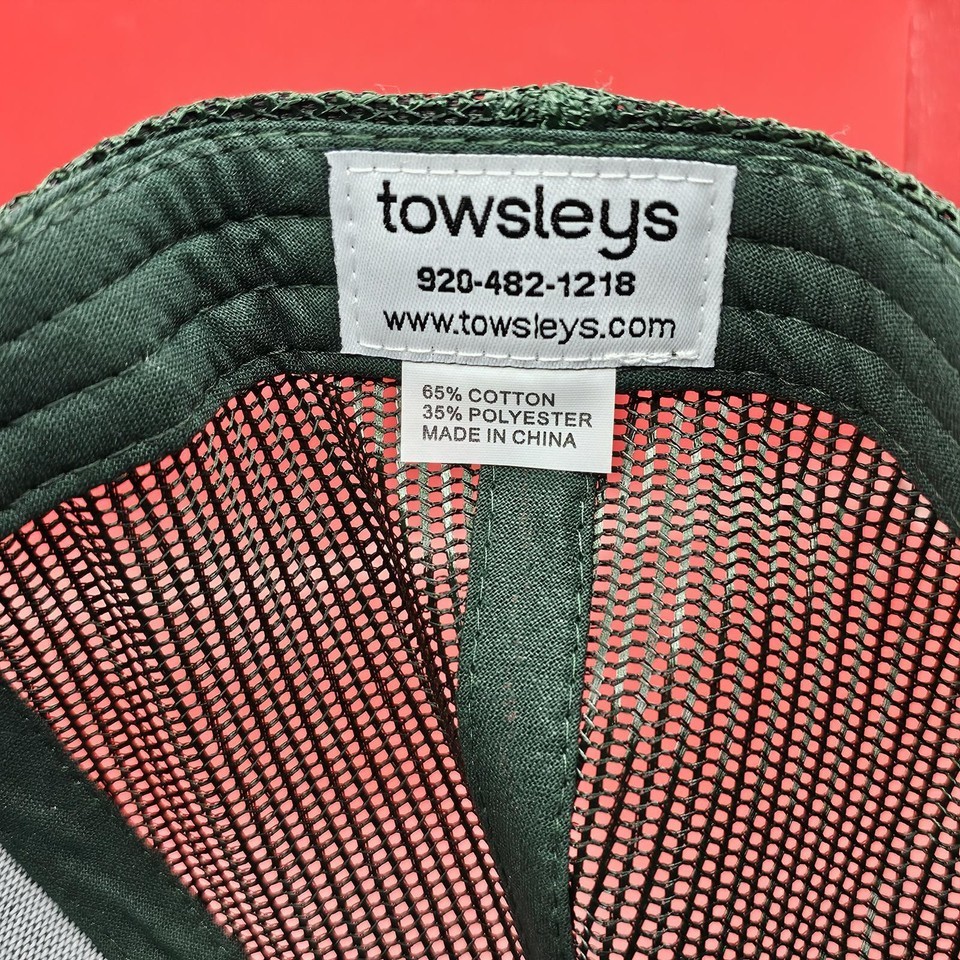 towsleys
920-482-1218
www.towsleys.com
65% COTTON
35% POLYESTER
MADE IN CHINA